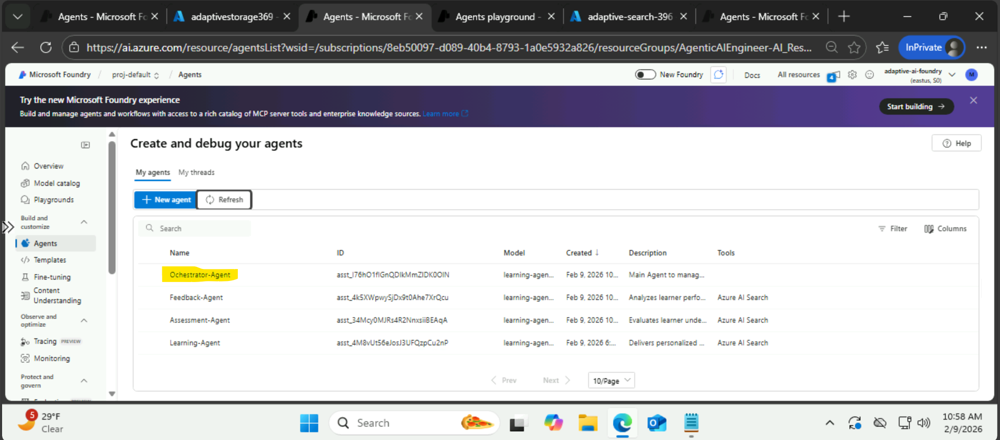 Agents - Microsoft Fo
adaptivestorage369 -
Agents - Microsoft Fo
Agents playground -
adaptive-search-396
Agents - Microsoft Fo
https://ai.azure.com/resource/agentsList?wsid=/subscriptions/8eb50097-d089-40b4-8793-1a0e5932a826/resourceGroups/AgenticAIEngineer-AI_Res...
InPrivate
Microsoft Foundry / proj-default / Agents
New Foundry
Docs
All resources
4
adaptive-ai-foundry
(eastus, S0)
M
Try the new Microsoft Foundry experience
Build and manage agents and workflows with access to a rich catalog of MCP server tools and enterprise knowledge sources. Learn more
Start building →
Overview
Model catalog
Playgrounds
Build and
customize
Agents
Templates
Fine-tuning
Content
Understanding
Observe and
optimize
Tracing PREVIEW
Monitoring
Protect and
govern
Create and debug your agents
Help
My agents
My threads
+ New agent
Refresh
Search
Filter
Columns
Name ID Model Created ↓ Description Tools
Ochestrator-Agent Feb 9, 2026 10... Main Agent to manag...
learning-agen...
Feedback-Agent asst_4k5XWpwySjDx9t0Ahe7XrQcu learning-agen... Feb 9, 2026 10... Analyzes learner perfo... Azure AI Search
Assessment-Agent asst_34Mcy0MJRs4R2NnxsiiBEAqA learning-agen... Feb 9, 2026 10... Evaluates learner unde... Azure AI Search
Learning-Agent asst_4M8vUt56eJosJ3UFQzpCu2nP learning-agen... Feb 9, 2026 6:... Delivers personalized ... Azure AI Search
Prev
Next
10/Page
5
29°F
Clear
Search
10:58 AM
2/9/2026